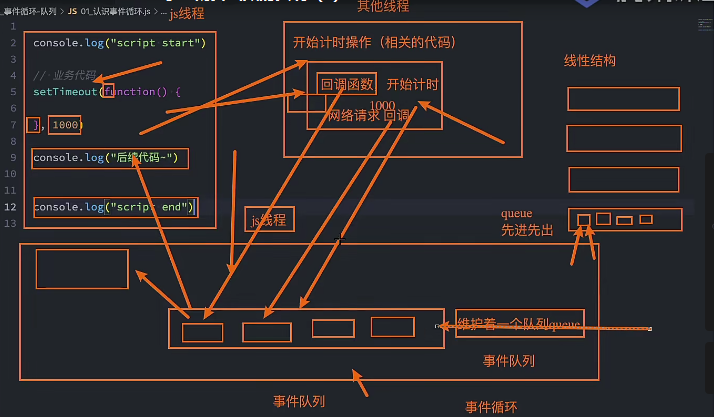 _事件循环-队列 > JS 01_认识事件循环.js > ...
js线程
其他线程
1
2 console.log("script start")
3
4 // 业务代码
5 setTimeout(function() {
6
7 }, 1000)
8
9 console.log("后续代码~")
10
11
12 console.log("script end")
13
开始计时操作（相关的代码）
回调函数 开始计时
1000
网络请求 回调
线性结构
js线程
queue
先进先出
维护着一个队列queue
事件队列
事件队列
事件循环